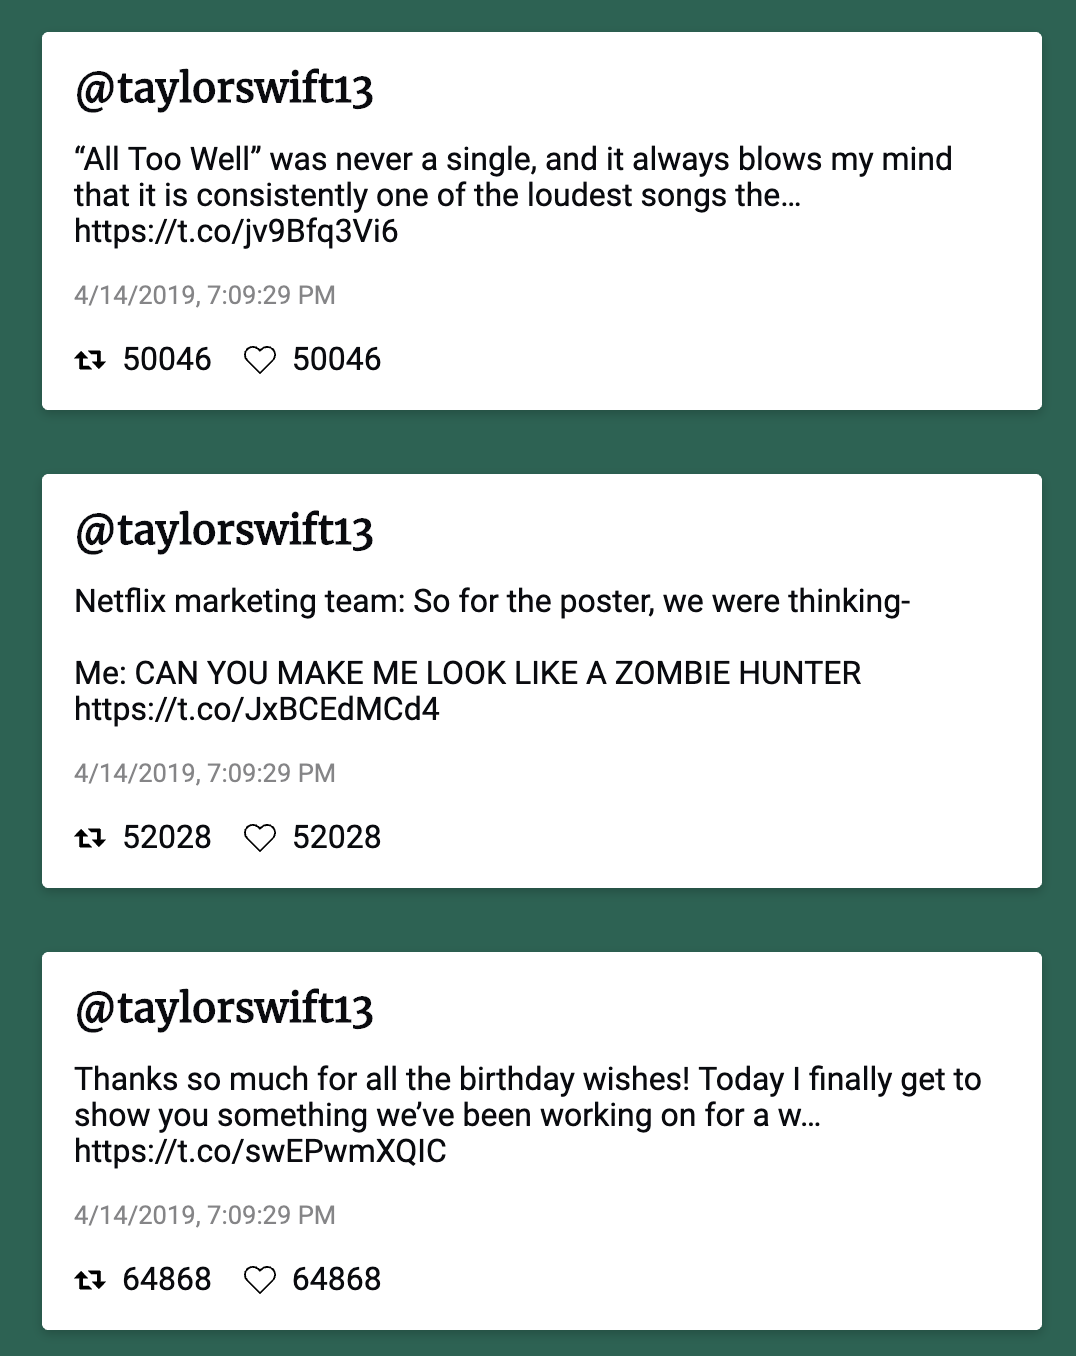 @taylorswift13
“All Too Well” was never a single, and it always blows my mind
that it is consistently one of the loudest songs the…
https://t.co/jv9Bfq3Vi6
4/14/2019, 7:09:29 PM
50046 50046
@taylorswift13
Netflix marketing team: So for the poster, we were thinking-
Me: CAN YOU MAKE ME LOOK LIKE A ZOMBIE HUNTER
https://t.co/JxBCEdMCd4
4/14/2019, 7:09:29 PM
52028 52028
@taylorswift13
Thanks so much for all the birthday wishes! Today I finally get to
show you something we’ve been working on for a w…
https://t.co/swEPwmXQIC
4/14/2019, 7:09:29 PM
64868 64868